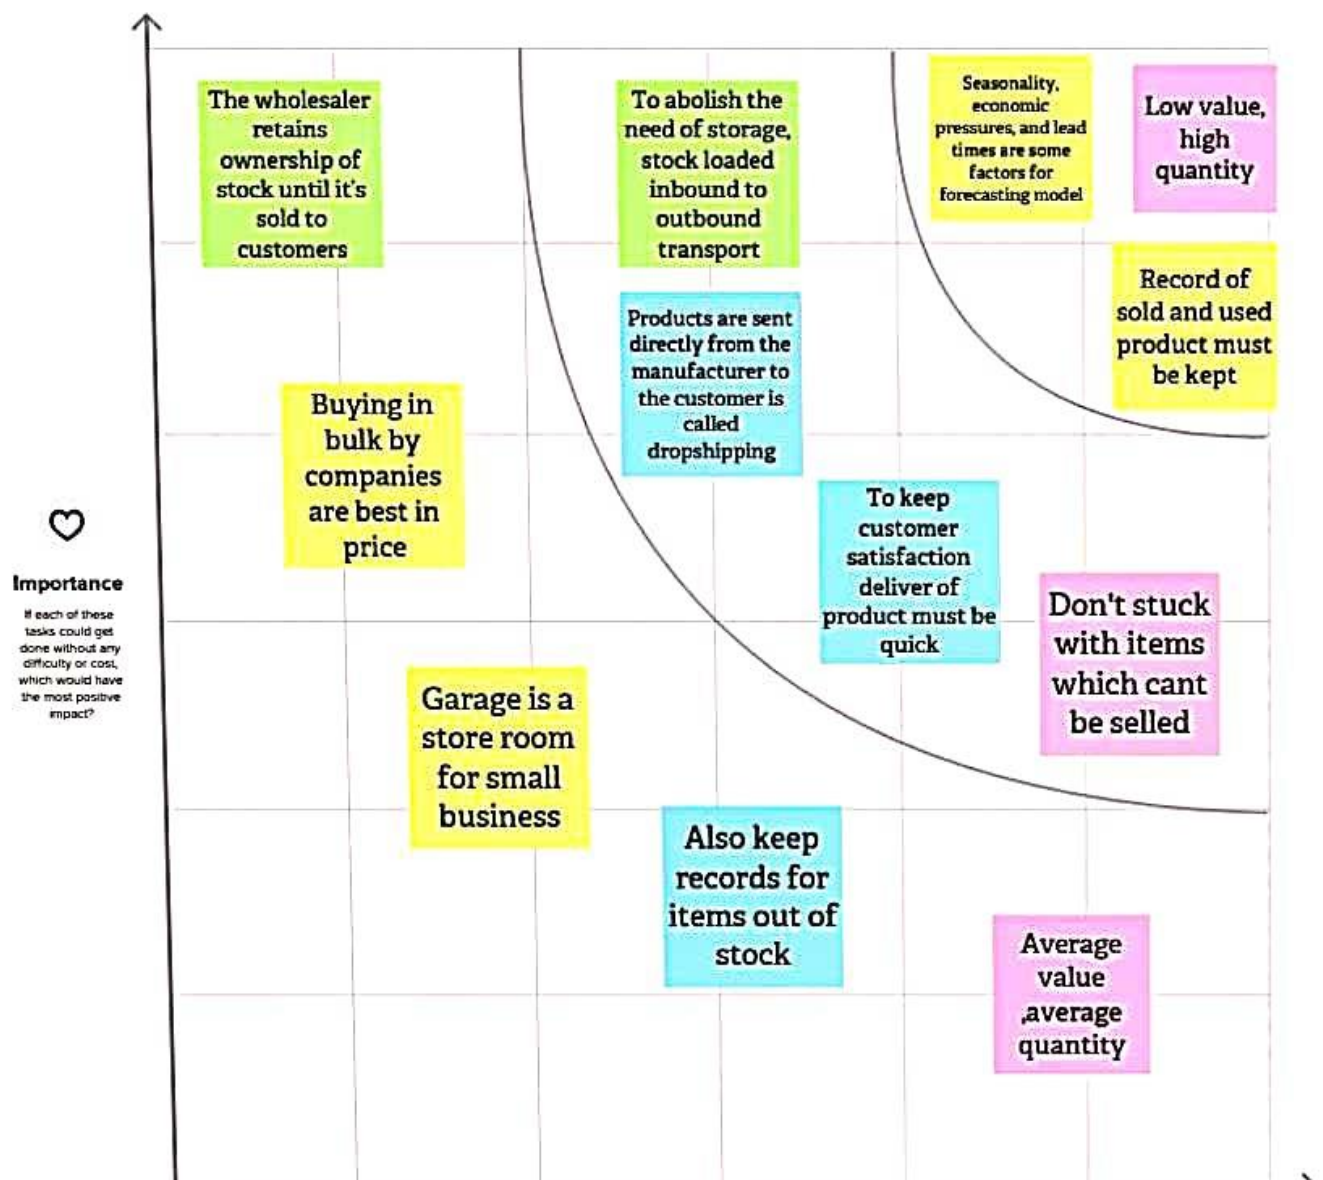 The wholesaler
retains
ownership of
stock until it's
sold to
customers
To abolish the
need of storage,
stock loaded
inbound to
outbound
transport
Seasonality,
economic
pressures, and lead
times are some
factors for
forecasting model
Low value,
high
quantity
Record of
sold and used
product must
be kept
Products are sent
directly from the
manufacturer to
the customer is
called
dropshipping
Buying in
bulk by
companies
are best in
price
To keep
customer
satisfaction
deliver of
product must be
quick
Importance
If each of these
tasks could get
done without any
difficulty or cost,
which would have
the most positive
impact?
Don't stuck
with items
which cant
be selled
Garage is a
store room
for small
business
Also keep
records for
items out of
stock
Average
value
,average
quantity